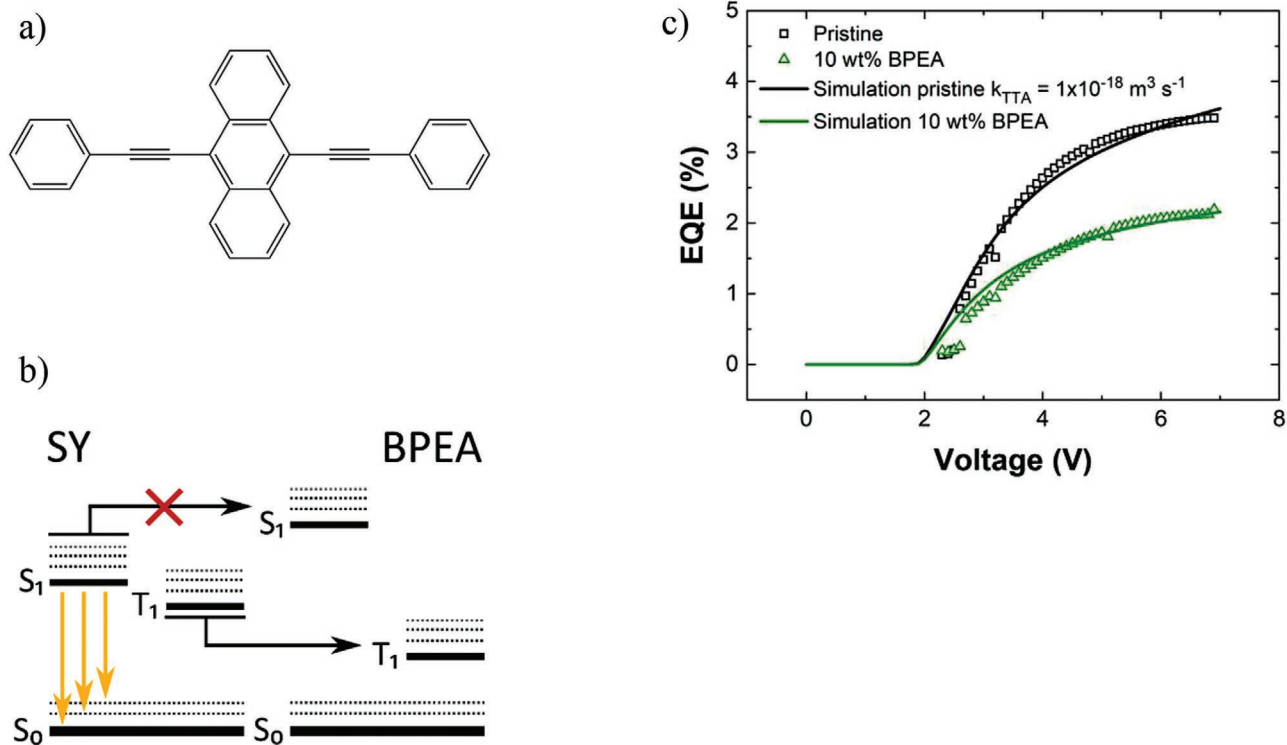 a)
b)
SY
BPEA
S₁
S₁
T₁
T₁
S₀
S₀
c)
Pristine
10 wt% BPEA
Simulation pristine k_TTA = 1x10⁻¹⁸ m³ s⁻¹
Simulation 10 wt% BPEA
5
4
3
2
1
0
EQE (%)
0 2 4 6 8
Voltage (V)